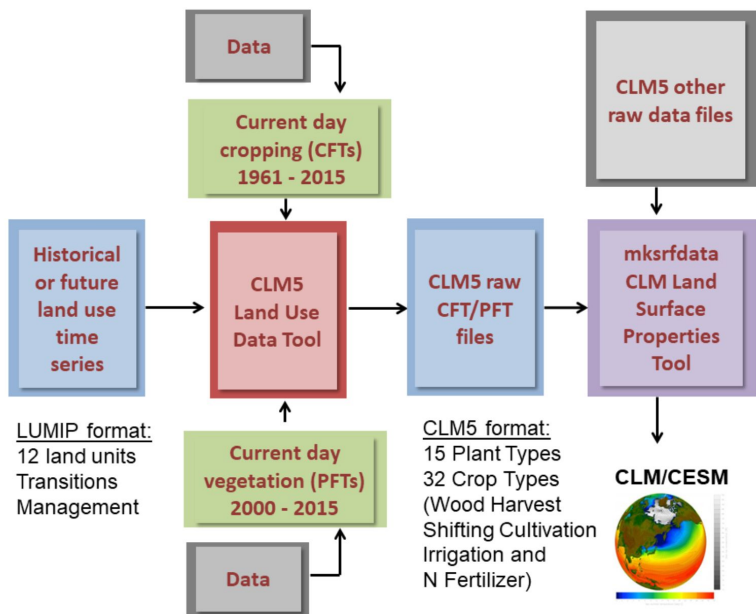 Data
Current day
cropping (CFTs)
1961 - 2015
CLM5 other
raw data files
Historical
or future
land use
time
series
CLM5
Land Use
Data Tool
CLM5 raw
CFT/PFT
files
mksrfdata
CLM Land
Surface
Properties
Tool
LUMIP format:
12 land units
Transitions
Management
Current day
vegetation (PFTs)
2000 - 2015
Data
CLM5 format:
15 Plant Types
32 Crop Types
(Wood Harvest
Shifting Cultivation
Irrigation and
N Fertilizer)
CLM/CESM